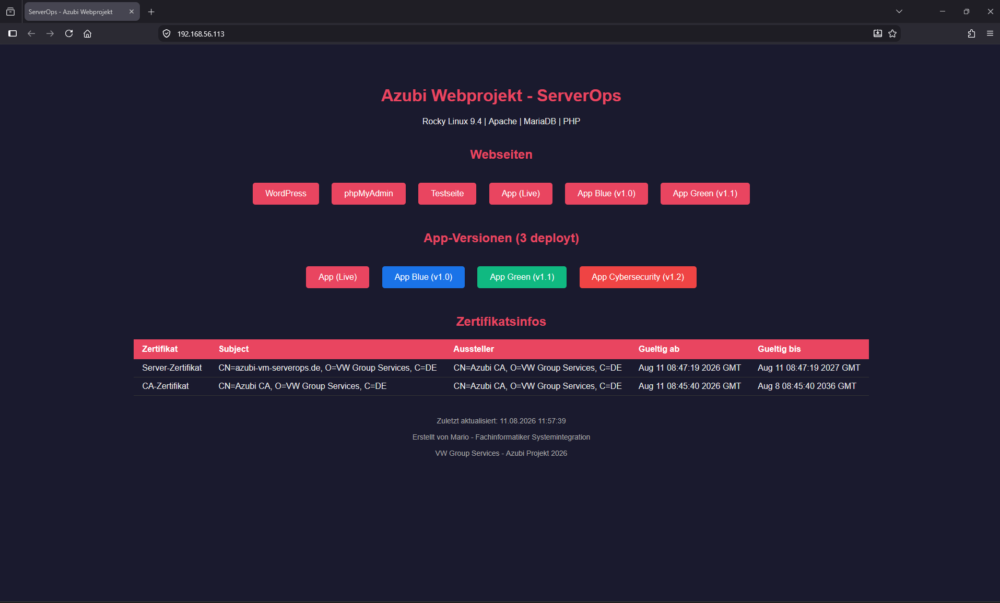 ServerOps - Azubi Webprojekt
192.168.56.113
Azubi Webprojekt - ServerOps
Rocky Linux 9.4 | Apache | MariaDB | PHP
Webseiten
WordPress phpMyAdmin Testseite App (Live) App Blue (v1.0) App Green (v1.1)
App-Versionen (3 deployt)
App (Live) App Blue (v1.0) App Green (v1.1) App Cybersecurity (v1.2)
Zertifikatsinfos
Zertifikat Subject Aussteller Gueltig ab Gueltig bis
Server-Zertifikat CN=azubi-vm-serverops.de, O=VW Group Services, C=DE CN=Azubi CA, O=VW Group Services, C=DE Aug 11 08:47:19 2026 GMT Aug 11 08:47:19 2027 GMT
CA-Zertifikat CN=Azubi CA, O=VW Group Services, C=DE CN=Azubi CA, O=VW Group Services, C=DE Aug 11 08:45:40 2026 GMT Aug 8 08:45:40 2036 GMT
Zuletzt aktualisiert: 11.08.2026 11:57:39
Erstellt von Mario - Fachinformatiker Systemintegration
VW Group Services - Azubi Projekt 2026